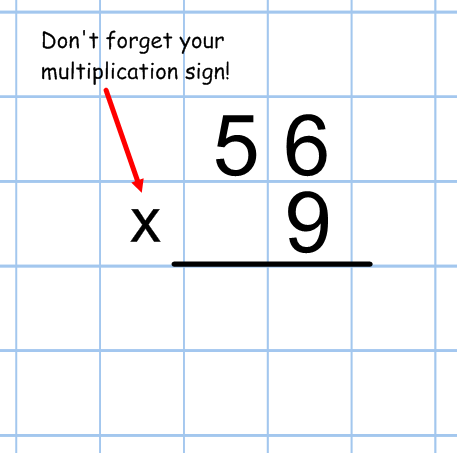 Don't forget your
multiplication sign!
56
x 9